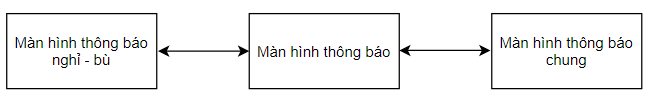 Màn hình thông báo
nghỉ - bù
Màn hình thông báo
Màn hình thông báo
chung